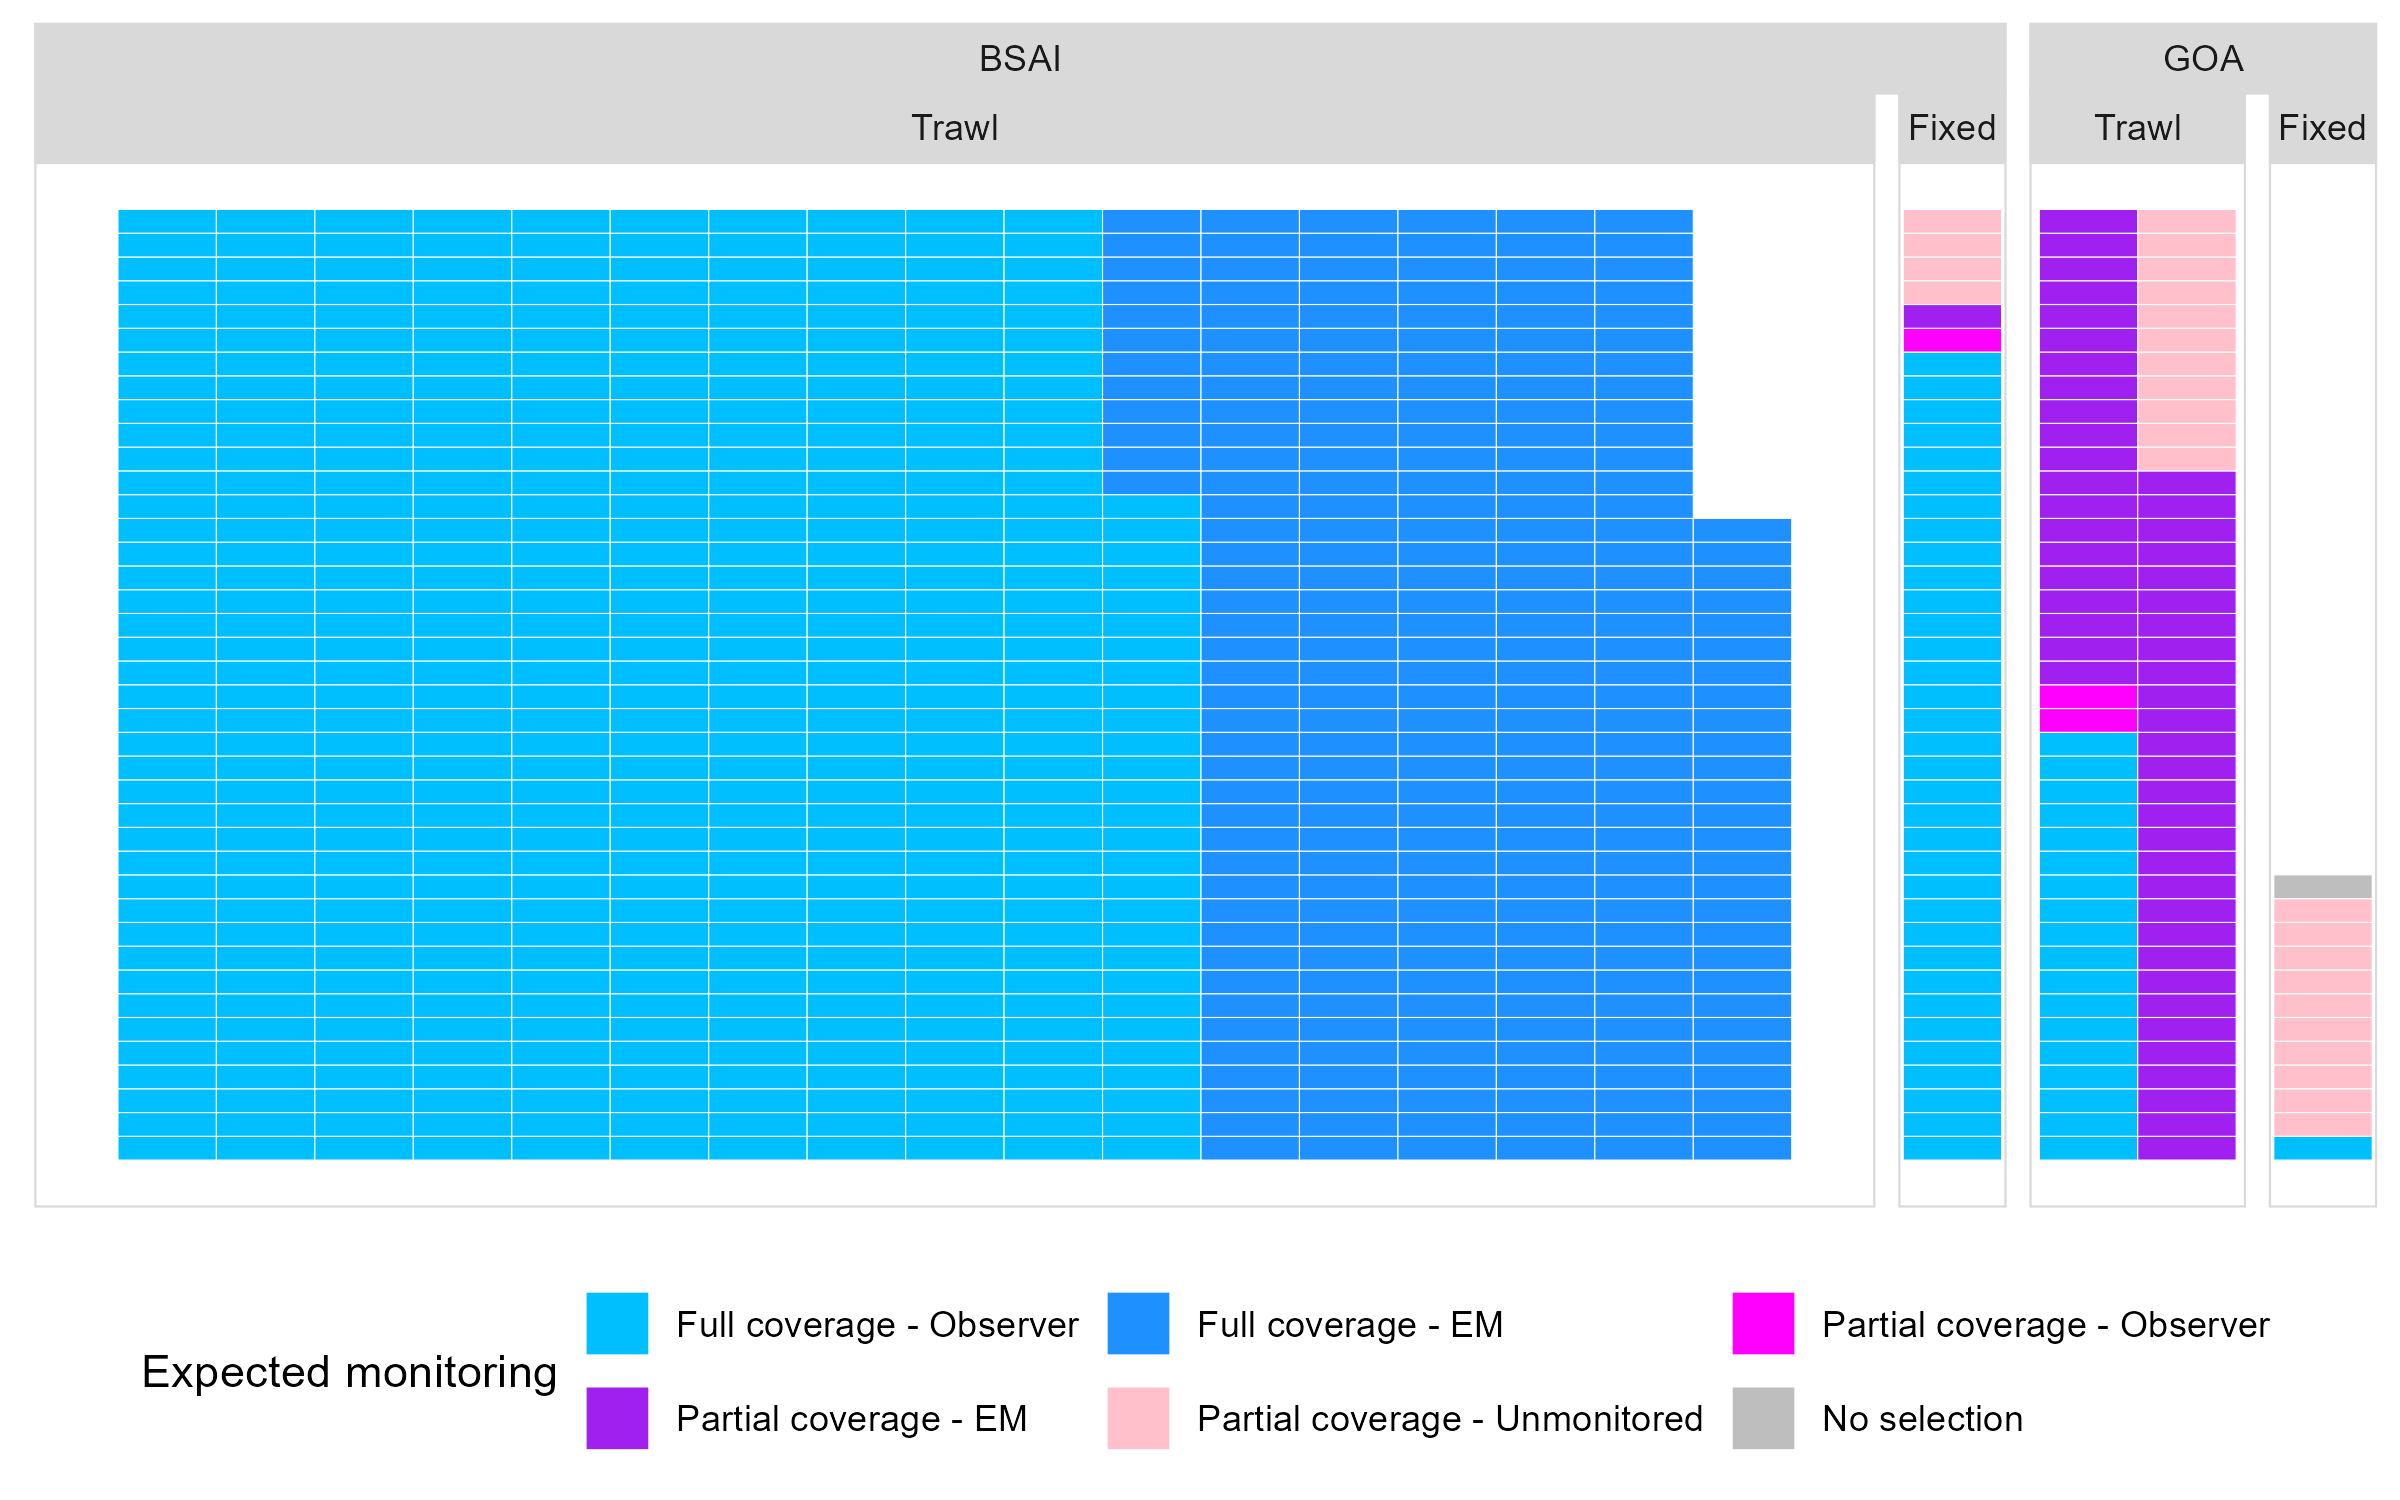 BSAI
GOA
Trawl
Fixed
Trawl
Fixed
Expected monitoring
Full coverage - Observer
Full coverage - EM
Partial coverage - Observer
Partial coverage - EM
Partial coverage - Unmonitored
No selection